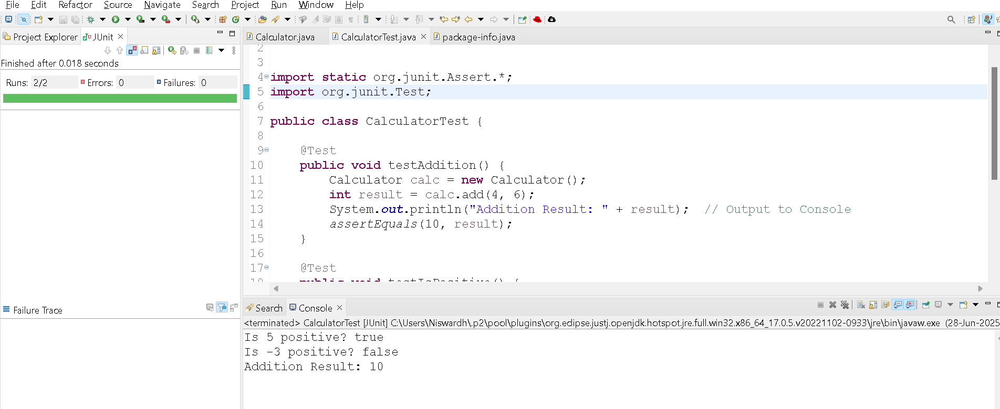 File Edit Refactor Source Navigate Search Project Run Window Help
Project Explorer JUnit
Calculator.java CalculatorTest.java package-info.java
Finished after 0.018 seconds
Runs: 2/2 Errors: 0 Failures: 0
2
3
4 import static org.junit.Assert.*;
5 import org.junit.Test;
6
7 public class CalculatorTest {
8
9 @Test
10 public void testAddition() {
11 Calculator calc = new Calculator();
12 int result = calc.add(4, 6);
13 System.out.println("Addition Result: " + result); // Output to Console
14 assertEquals(10, result);
15 }
16
17 @Test
18 public void testIsPositive() {
Failure Trace
Search Console
<terminated> CalculatorTest [JUnit] C:\Users\Niswardh\.p2\pool\plugins\org.eclipse.justj.openjdk.hotspot.jre.full.win32.x86_64_17.0.5.v20221102-0933\jre\bin\javaw.exe (28-Jun-2025
Is 5 positive? true
Is -3 positive? false
Addition Result: 10